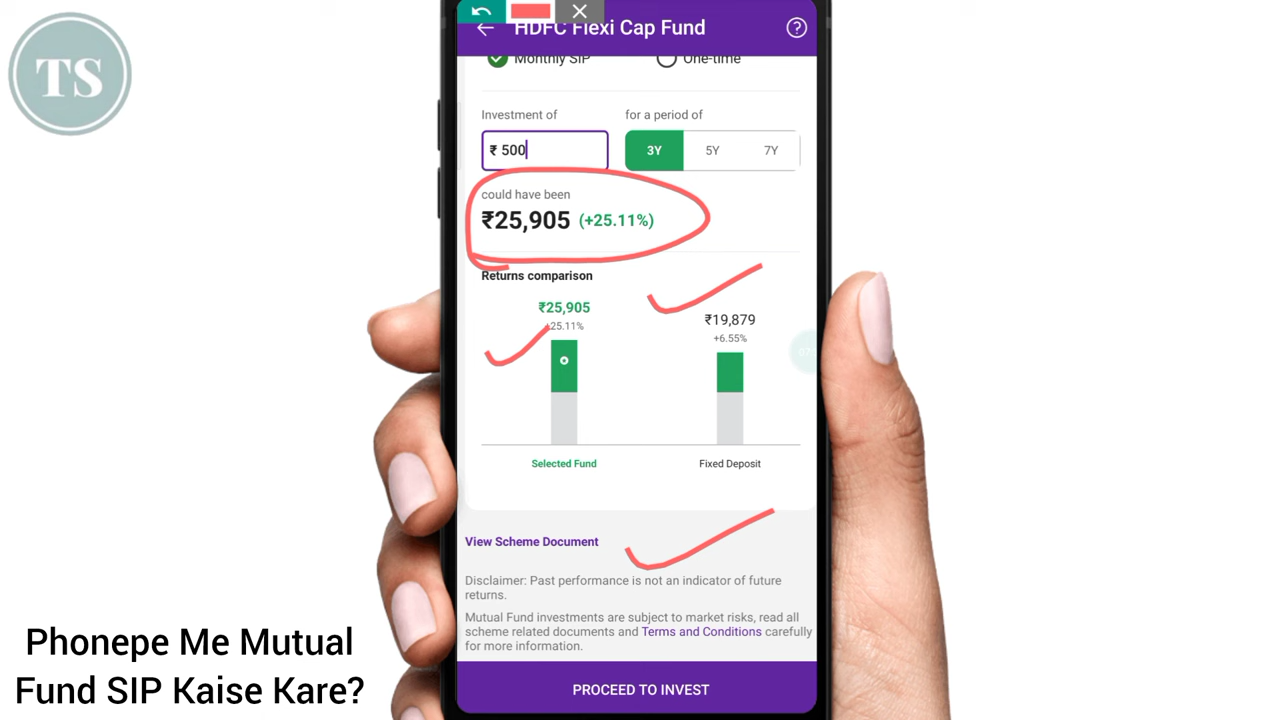 TS
HDFC Flexi Cap Fund
Monthly SIP One-time
Investment of for a period of
₹ 500 3Y 5Y 7Y
could have been
₹25,905 (+25.11%)
Returns comparison
₹25,905 ₹19,879
+25.11% +6.55%
Selected Fund Fixed Deposit
View Scheme Document
Disclaimer: Past performance is not an indicator of future
returns.
Mutual Fund investments are subject to market risks, read all
scheme related documents and Terms and Conditions carefully
for more information.
PROCEED TO INVEST
Phonepe Me Mutual
Fund SIP Kaise Kare?